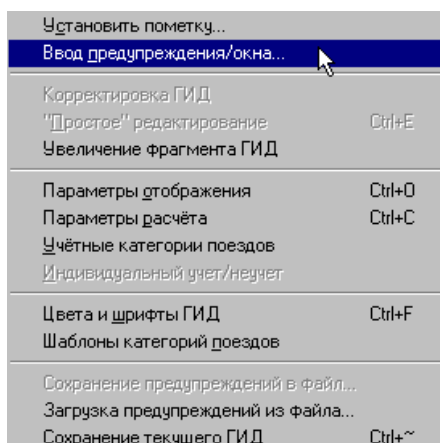 Установить пометку...
Ввод предупреждения/окна...
Корректировка ГИД
"Простое" редактирование Ctrl+E
Увеличение фрагмента ГИД
Параметры отображения Ctrl+O
Параметры расчёта Ctrl+C
Учётные категории поездов
Индивидуальный учет/неучет
Цвета и шрифты ГИД Ctrl+F
Шаблоны категорий поездов
Сохранение предупреждений в файл...
Загрузка предупреждений из файла...
Сохранение текущего ГИД Ctrl+~